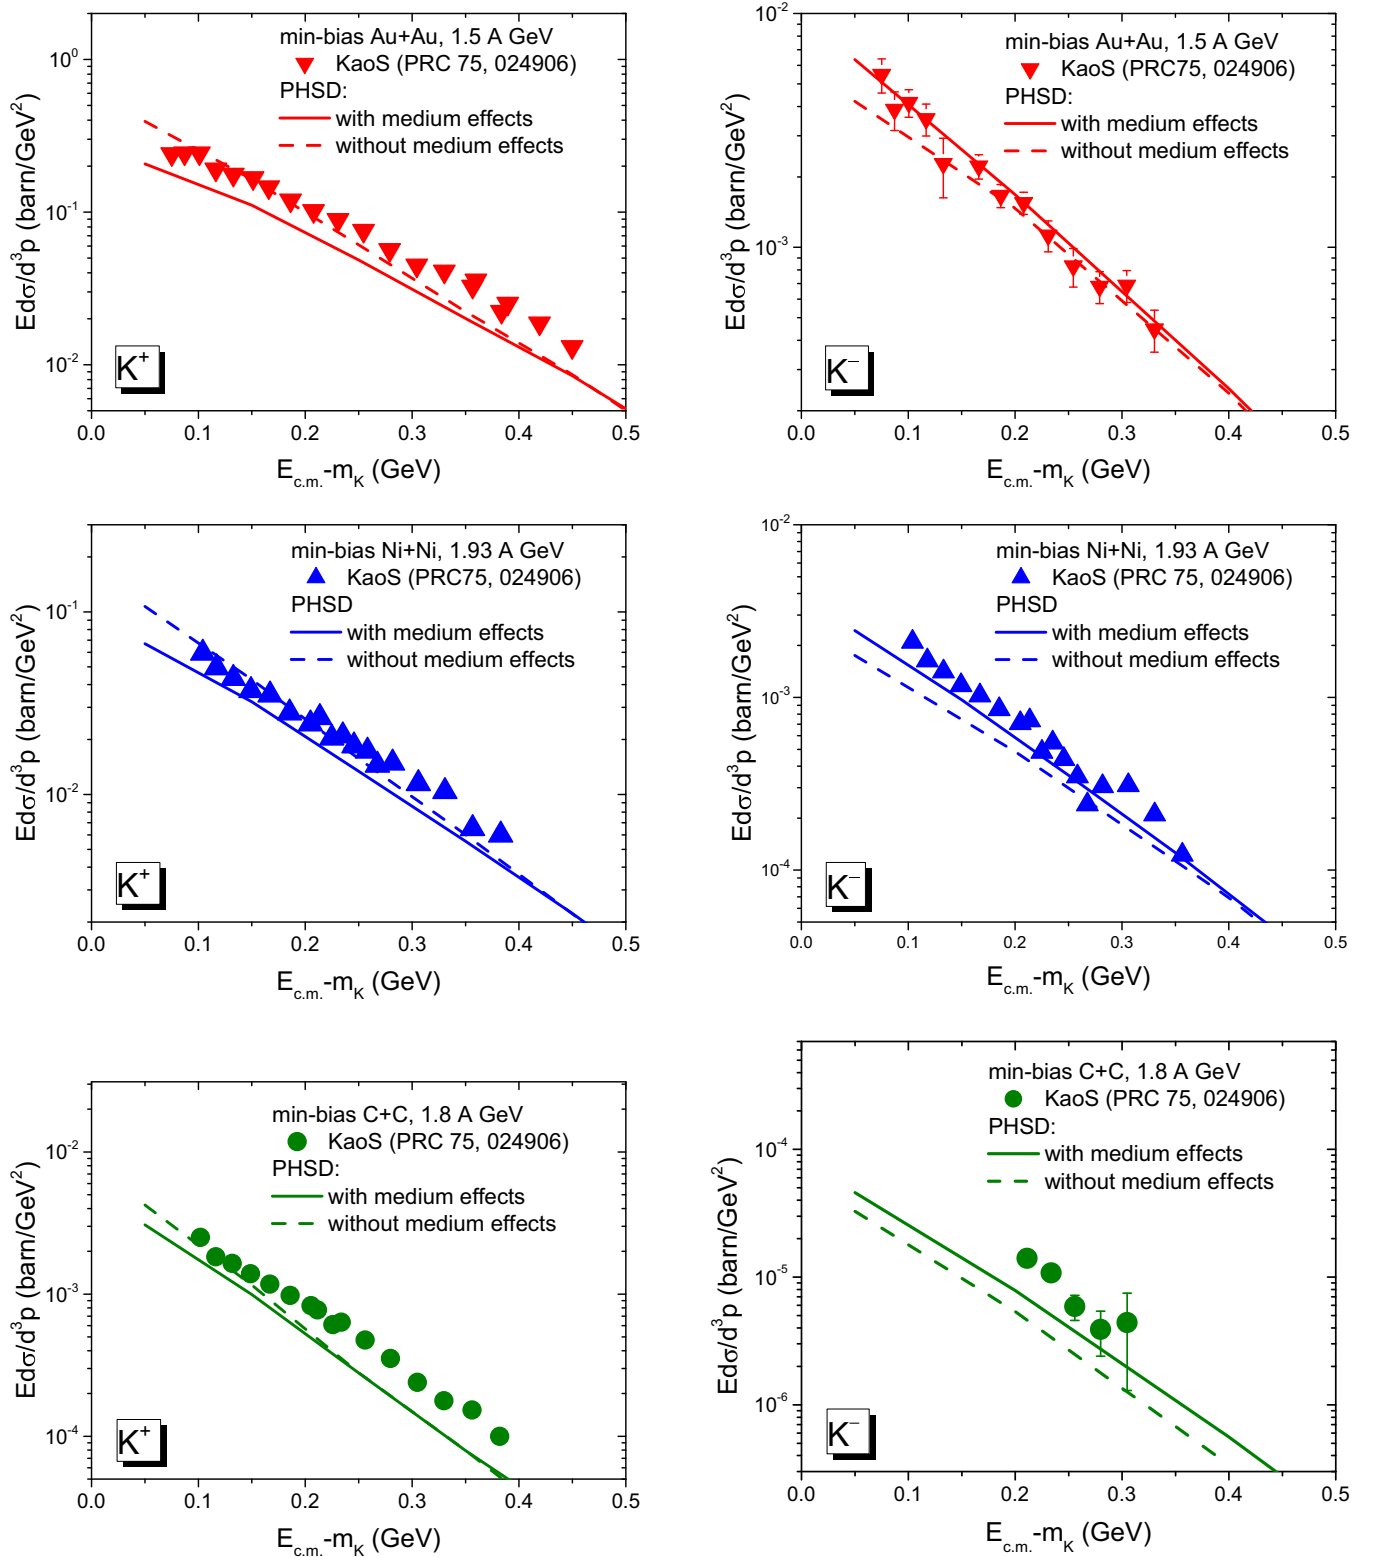 min-bias Au+Au, 1.5 A GeV
KaoS (PRC 75, 024906)
PHSD:
with medium effects
without medium effects
10^0
10^-1
10^-2
Edσ/d^3p (barn/GeV^2)
K^+
0.0 0.1 0.2 0.3 0.4 0.5
E_c.m.-m_K (GeV)
min-bias Au+Au, 1.5 A GeV
KaoS (PRC75, 024906)
PHSD:
with medium effects
without medium effects
10^-2
10^-3
Edσ/d^3p (barn/GeV^2)
K^−
0.0 0.1 0.2 0.3 0.4 0.5
E_c.m.-m_K (GeV)
min-bias Ni+Ni, 1.93 A GeV
KaoS (PRC75, 024906)
PHSD
with medium effects
without medium effects
10^-1
10^-2
Edσ/d^3p (barn/GeV^2)
K^+
0.0 0.1 0.2 0.3 0.4 0.5
E_c.m.-m_K (GeV)
min-bias Ni+Ni, 1.93 A GeV
KaoS (PRC 75, 024906)
PHSD
with medium effects
without medium effects
10^-2
10^-3
10^-4
Edσ/d^3p (barn/GeV^2)
K^−
0.0 0.1 0.2 0.3 0.4 0.5
E_c.m.-m_K (GeV)
min-bias C+C, 1.8 A GeV
KaoS (PRC 75, 024906)
PHSD:
with medium effects
without medium effects
10^-2
10^-3
10^-4
Edσ/d^3p (barn/GeV^2)
K^+
0.0 0.1 0.2 0.3 0.4 0.5
E_c.m.-m_K (GeV)
min-bias C+C, 1.8 A GeV
KaoS (PRC 75, 024906)
PHSD:
with medium effects
without medium effects
10^-4
10^-5
10^-6
Edσ/d^3p (barn/GeV^2)
K^−
0.0 0.1 0.2 0.3 0.4 0.5
E_c.m.-m_K (GeV)